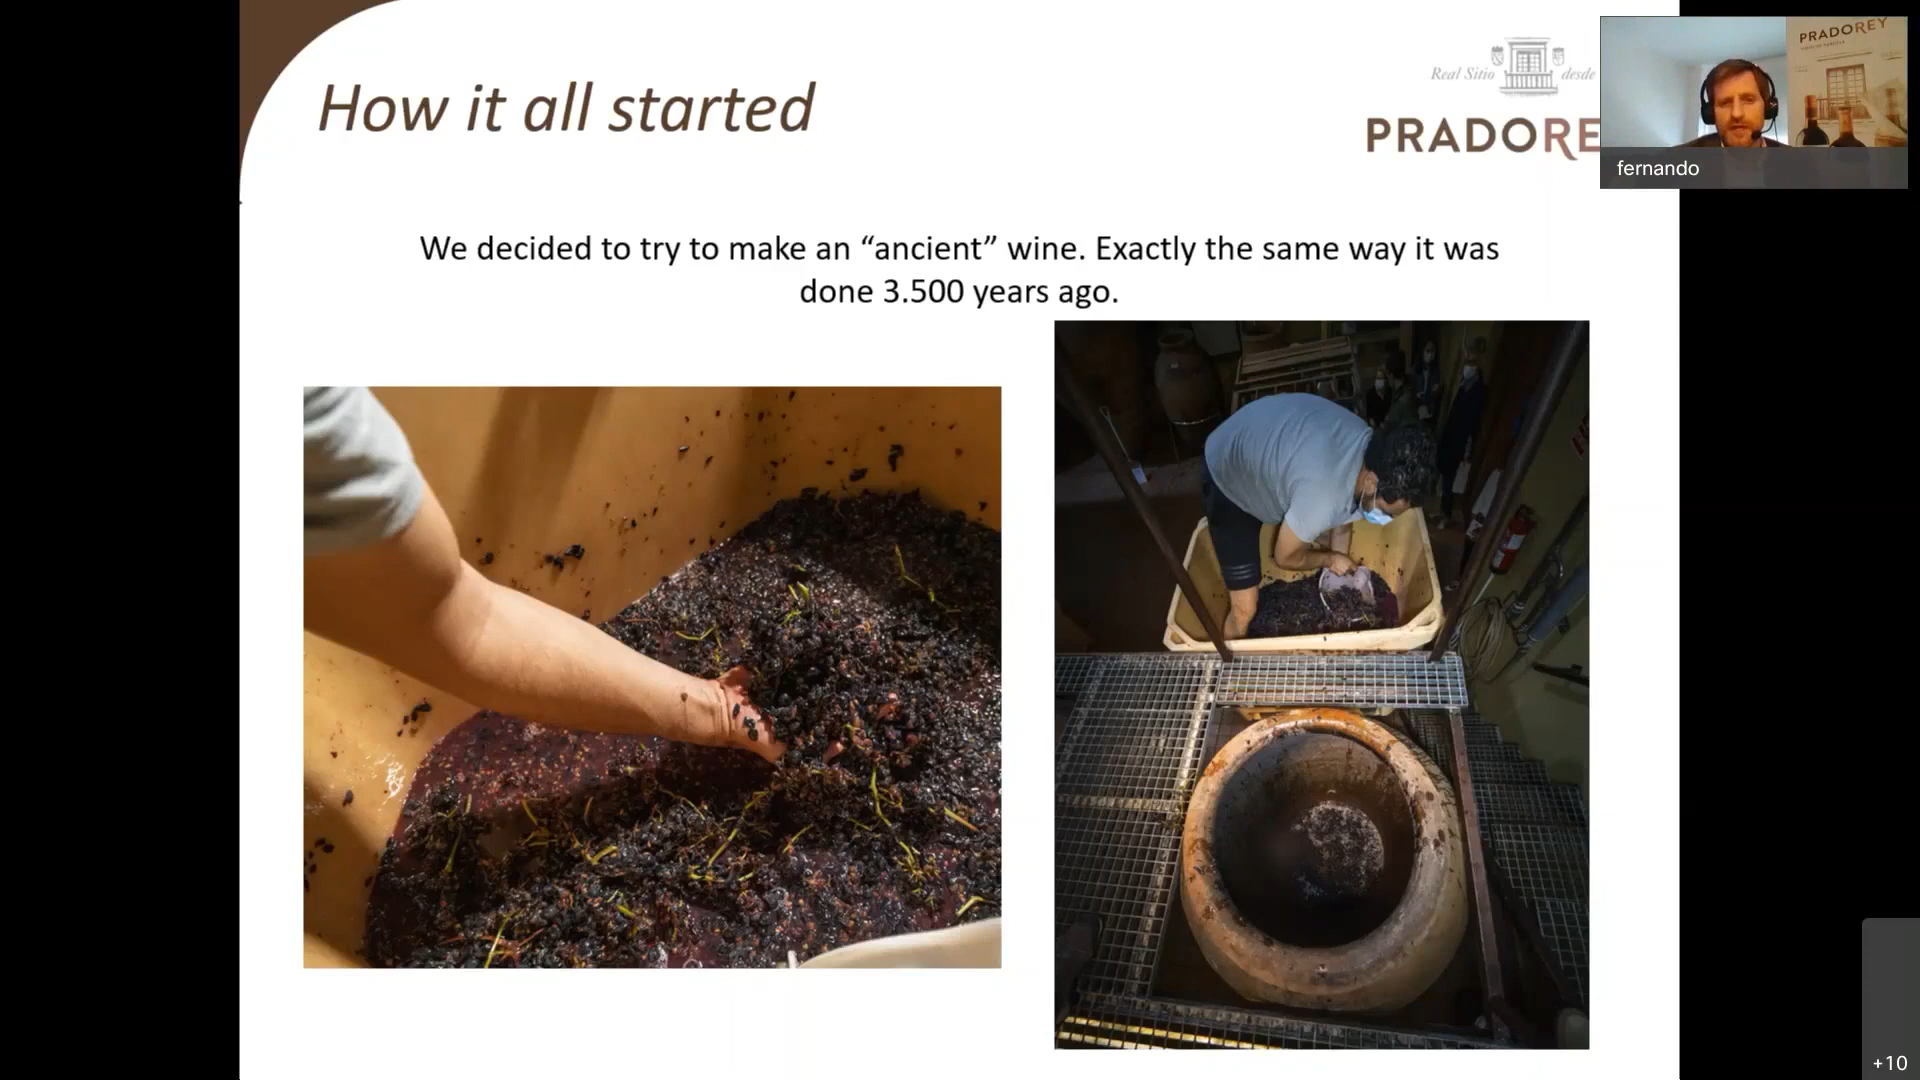 How it all started
Real Sitio desde
PRADORE
PRADOREY
fernando
We decided to try to make an “ancient” wine. Exactly the same way it was
done 3.500 years ago.
+10